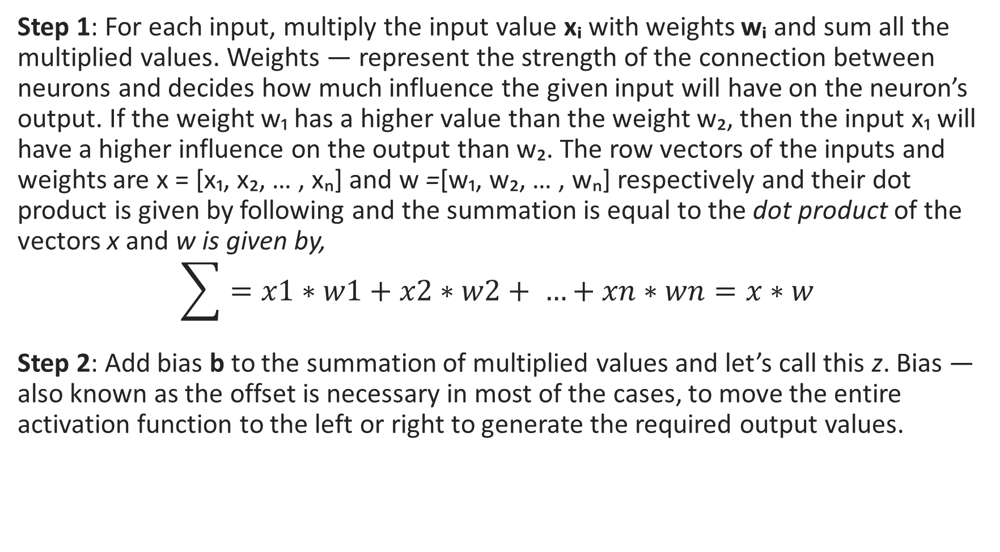 Step 1: For each input, multiply the input value xᵢ with weights wᵢ and sum all the
multiplied values. Weights — represent the strength of the connection between
neurons and decides how much influence the given input will have on the neuron’s
output. If the weight w₁ has a higher value than the weight w₂, then the input x₁ will
have a higher influence on the output than w₂. The row vectors of the inputs and
weights are x = [x₁, x₂, … , xₙ] and w =[w₁, w₂, … , wₙ] respectively and their dot
product is given by following and the summation is equal to the dot product of the
vectors x and w is given by,
∑ = x1 ∗ w1 + x2 ∗ w2 + … + xn ∗ wn = x ∗ w
Step 2: Add bias b to the summation of multiplied values and let’s call this z. Bias —
also known as the offset is necessary in most of the cases, to move the entire
activation function to the left or right to generate the required output values.